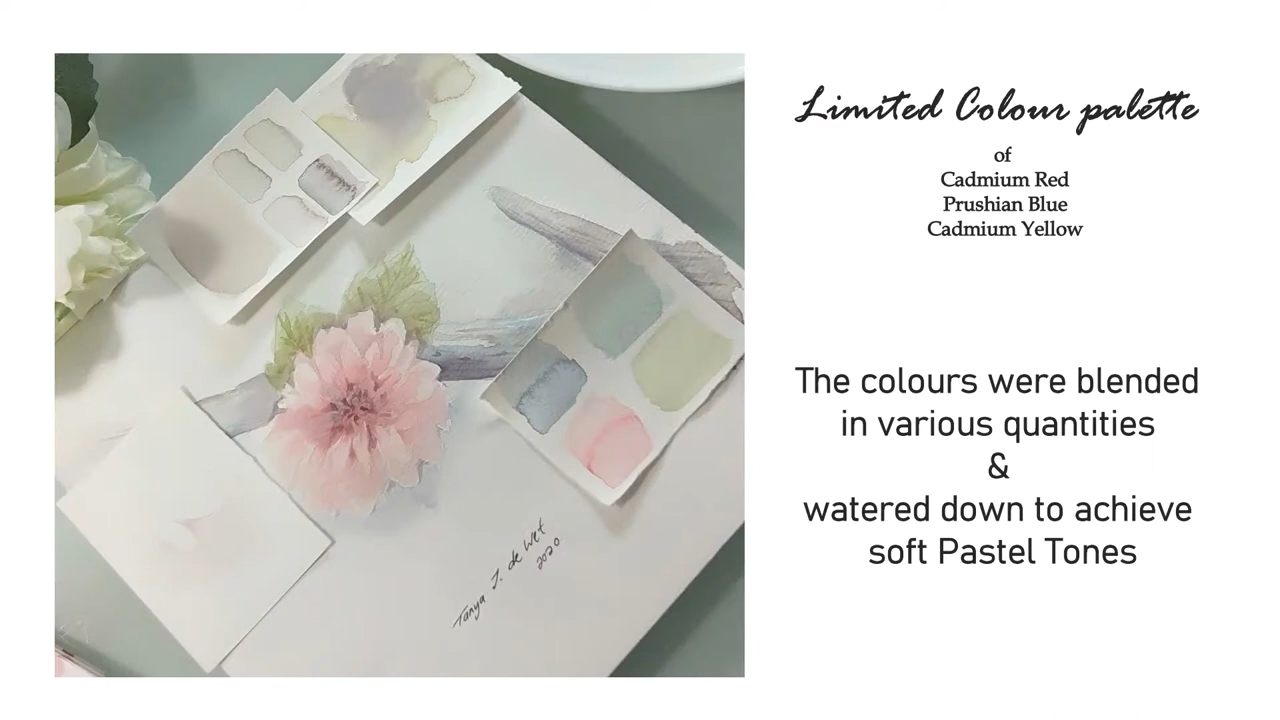 Limited Colour palette
of
Cadmium Red
Prushian Blue
Cadmium Yellow
The colours were blended
in various quantities
&
watered down to achieve
soft Pastel Tones
Tanya J. de Wet
2020